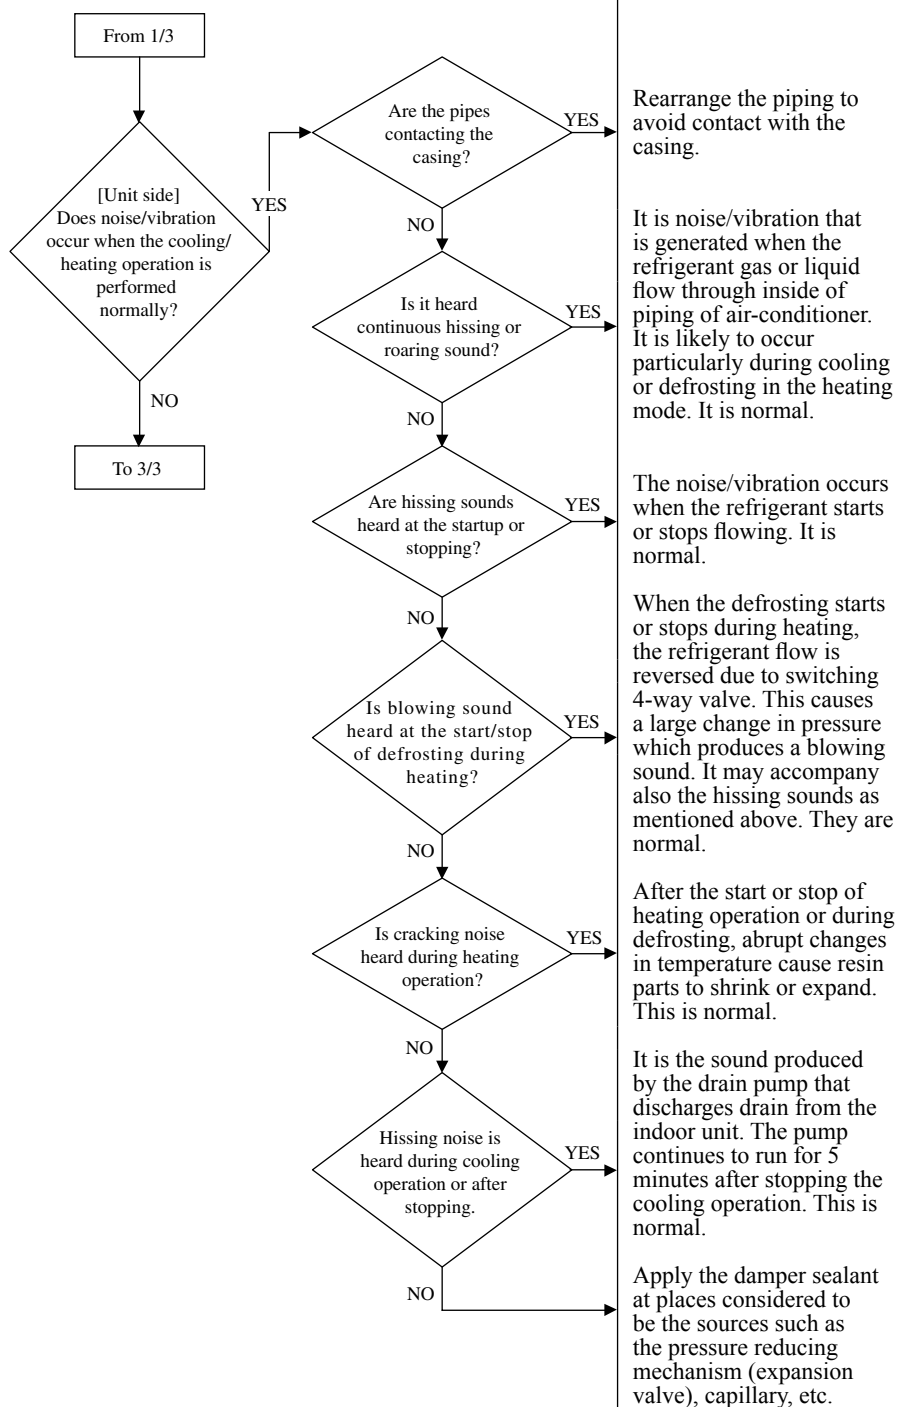 From 1/3
[Unit side]
Does noise/vibration
occur when the cooling/
heating operation is
performed
normally?
YES
NO
To 3/3
Are the pipes
contacting the
casing?
YES
Rearrange the piping to
avoid contact with the
casing.
NO
Is it heard
continuous hissing or
roaring sound?
YES
It is noise/vibration that
is generated when the
refrigerant gas or liquid
flow through inside of
piping of air-conditioner.
It is likely to occur
particularly during cooling
or defrosting in the heating
mode. It is normal.
NO
Are hissing sounds
heard at the startup or
stopping?
YES
The noise/vibration occurs
when the refrigerant starts
or stops flowing. It is
normal.
NO
Is blowing sound
heard at the start/stop
of defrosting during
heating?
YES
When the defrosting starts
or stops during heating,
the refrigerant flow is
reversed due to switching
4-way valve. This causes
a large change in pressure
which produces a blowing
sound. It may accompany
also the hissing sounds as
mentioned above. They are
normal.
NO
Is cracking noise
heard during heating
operation?
YES
After the start or stop of
heating operation or during
defrosting, abrupt changes
in temperature cause resin
parts to shrink or expand.
This is normal.
NO
Hissing noise is
heard during cooling
operation or after
stopping.
YES
It is the sound produced
by the drain pump that
discharges drain from the
indoor unit. The pump
continues to run for 5
minutes after stopping the
cooling operation. This is
normal.
NO
Apply the damper sealant
at places considered to
be the sources such as
the pressure reducing
mechanism (expansion
valve), capillary, etc.